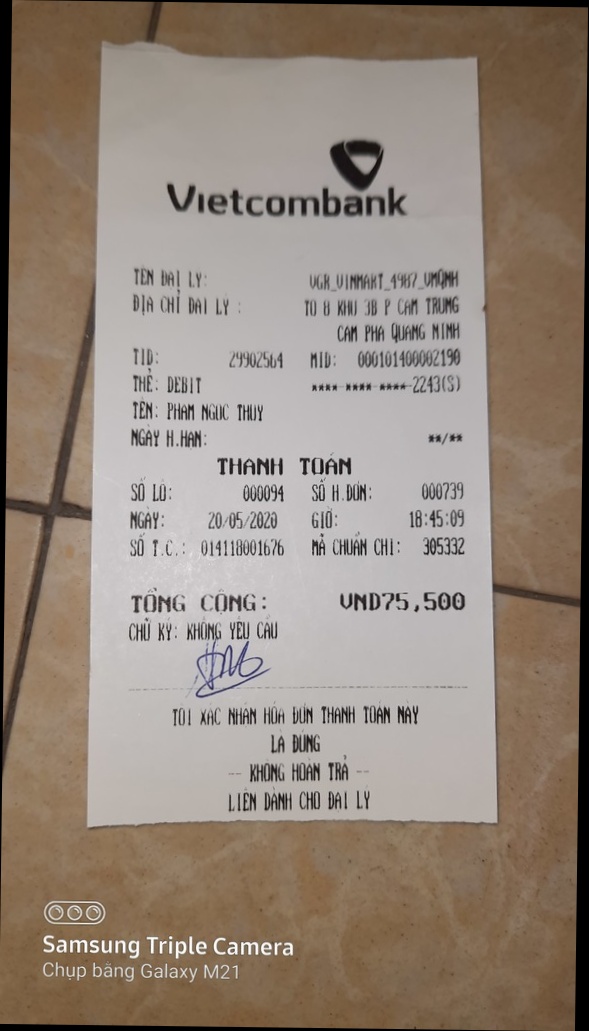 Vietcombank
TÊN ĐẠI LÝ: VGR_VINMART_4987_VMQNH
ĐỊA CHỈ ĐẠI LÝ : TO 8 KHU 3B P CAM TRUNG
CAM PHA QUANG NINH
TID: 29902564 MID: 000101400002190
THẺ: DEBIT **** **** **** 2243(S)
TÊN: PHAM NGOC THUY
NGÀY H.HẠN: **/**
THANH TOÁN
SỐ LÔ: 000094 SỐ H.ĐƠN: 000739
NGÀY: 20/05/2020 GIỜ: 18:45:09
SỐ T.C.: 014118001676 MÃ CHUẨN CHI: 305332
TỔNG CỘNG: VND75,500
CHỮ KÝ: KHÔNG YÊU CẦU
TÔI XÁC NHẬN HÓA ĐƠN THANH TOÁN NÀY
LÀ ĐÚNG
-- KHÔNG HOÀN TRẢ --
LIÊN DÀNH CHO ĐẠI LÝ
Samsung Triple Camera
Chụp bằng Galaxy M21